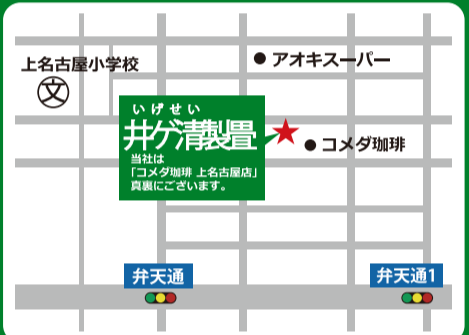 アオキスーパー
上名古屋小学校
文
いげせい
井ゲ清製畳
当社は
「コメダ珈琲 上名古屋店」
真裏にございます。
コメダ珈琲
弁天通
弁天通1